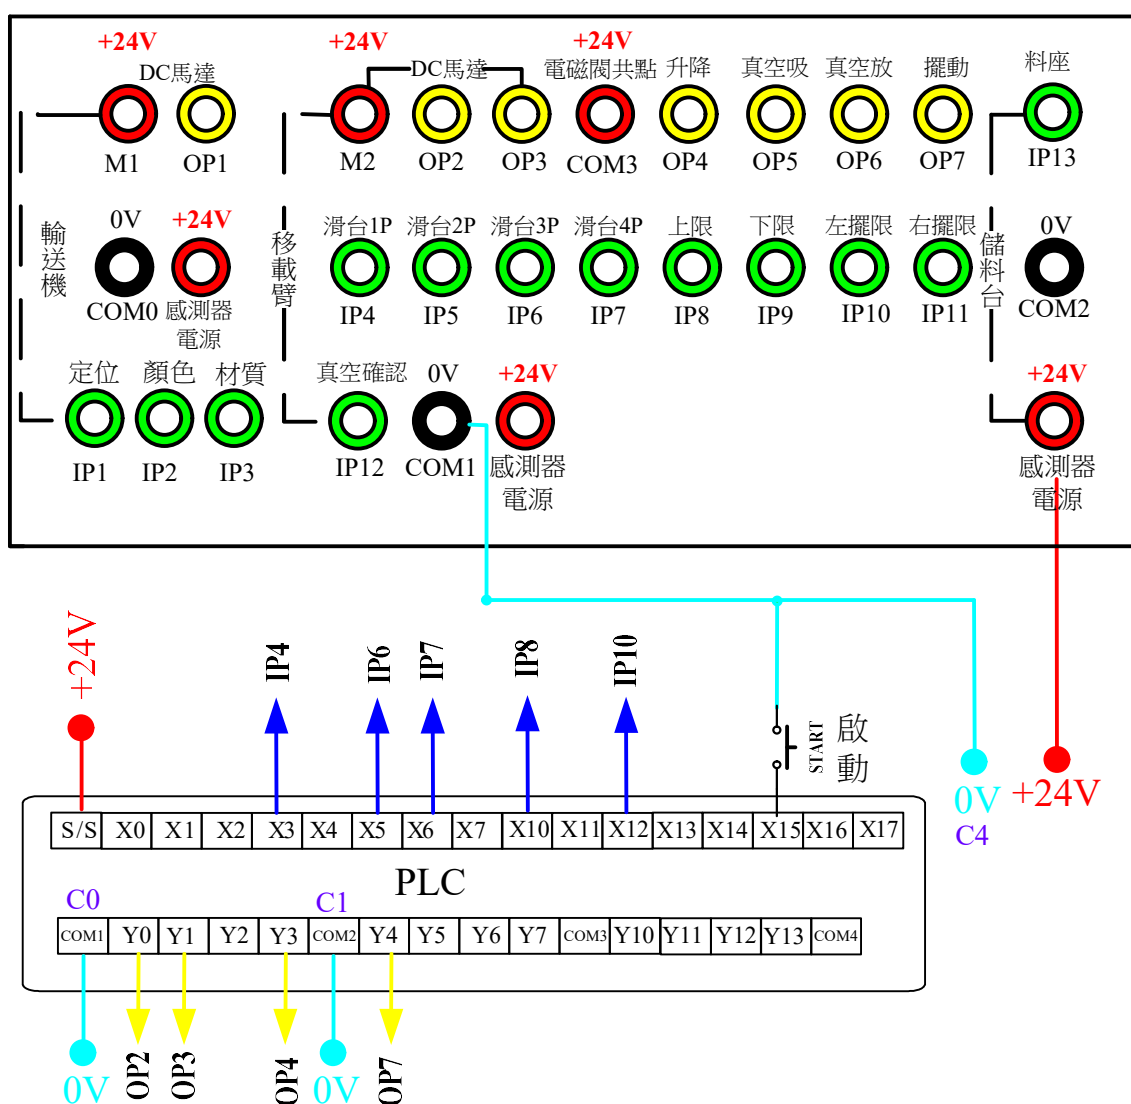 +24V +24V +24V
DC馬達 DC馬達 電磁閥共點 升降 真空吸 真空放 擺動 料座
M1 OP1 M2 OP2 OP3 COM3 OP4 OP5 OP6 OP7 IP13
0V +24V 滑台1P 滑台2P 滑台3P 滑台4P 上限 下限 左擺限 右擺限 0V
輸送機 移載臂 儲料台
COM0 感測器 IP4 IP5 IP6 IP7 IP8 IP9 IP10 IP11 COM2
電源
定位 顏色 材質 真空確認 0V +24V +24V
IP1 IP2 IP3 IP12 COM1 感測器 感測器
電源 電源
+24V IP4 IP6 IP7 IP8 IP10
START 啟動
0V +24V
C4
S/S X0 X1 X2 X3 X4 X5 X6 X7 X10 X11 X12 X13 X14 X15 X16 X17
PLC
C0 C1
COM1 Y0 Y1 Y2 Y3 COM2 Y4 Y5 Y6 Y7 COM3 Y10 Y11 Y12 Y13 COM4
0V OP2 OP3 OP4 0V OP7